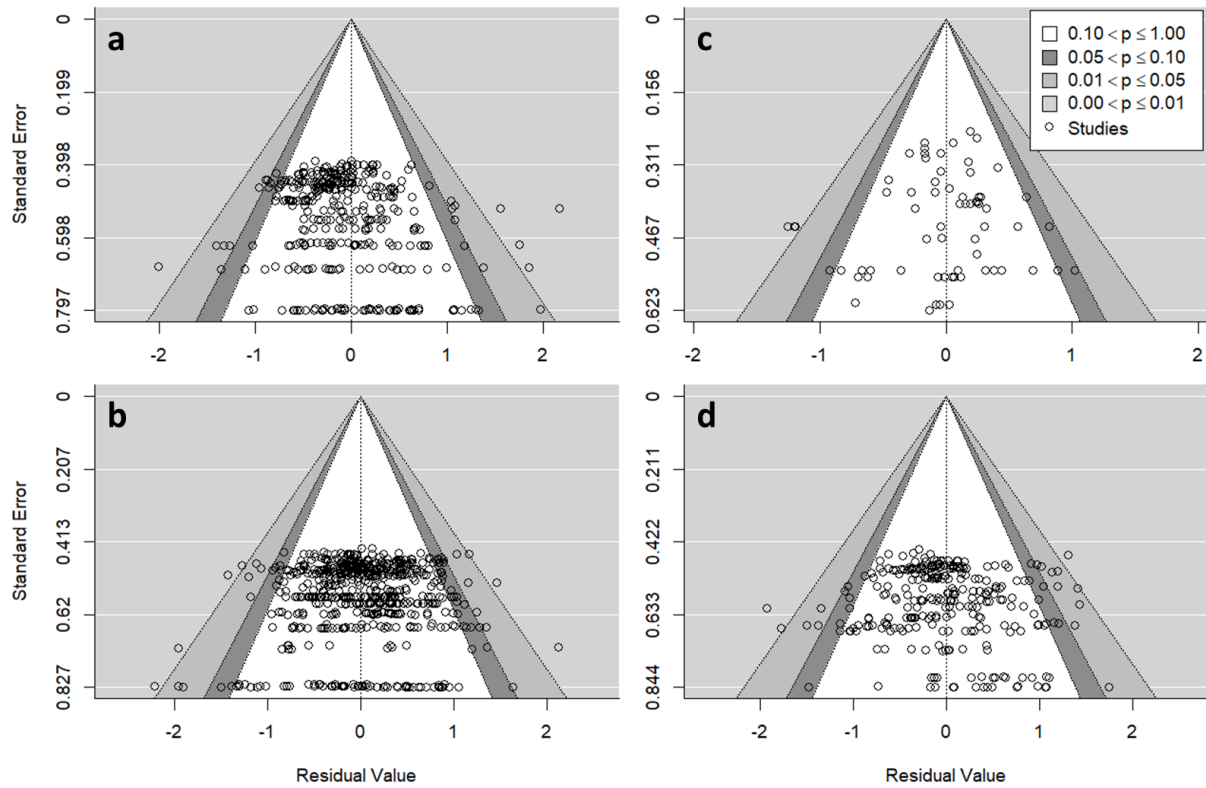 a
Standard Error
0
0.199
0.398
0.598
0.797
-2 -1 0 1 2
c
0
0.156
0.311
0.467
0.623
-2 -1 0 1 2
0.10 < p ≤ 1.00
0.05 < p ≤ 0.10
0.01 < p ≤ 0.05
0.00 < p ≤ 0.01
Studies
b
Standard Error
0
0.207
0.413
0.62
0.827
-2 -1 0 1 2
Residual Value
d
0
0.211
0.422
0.633
0.844
-2 -1 0 1 2
Residual Value